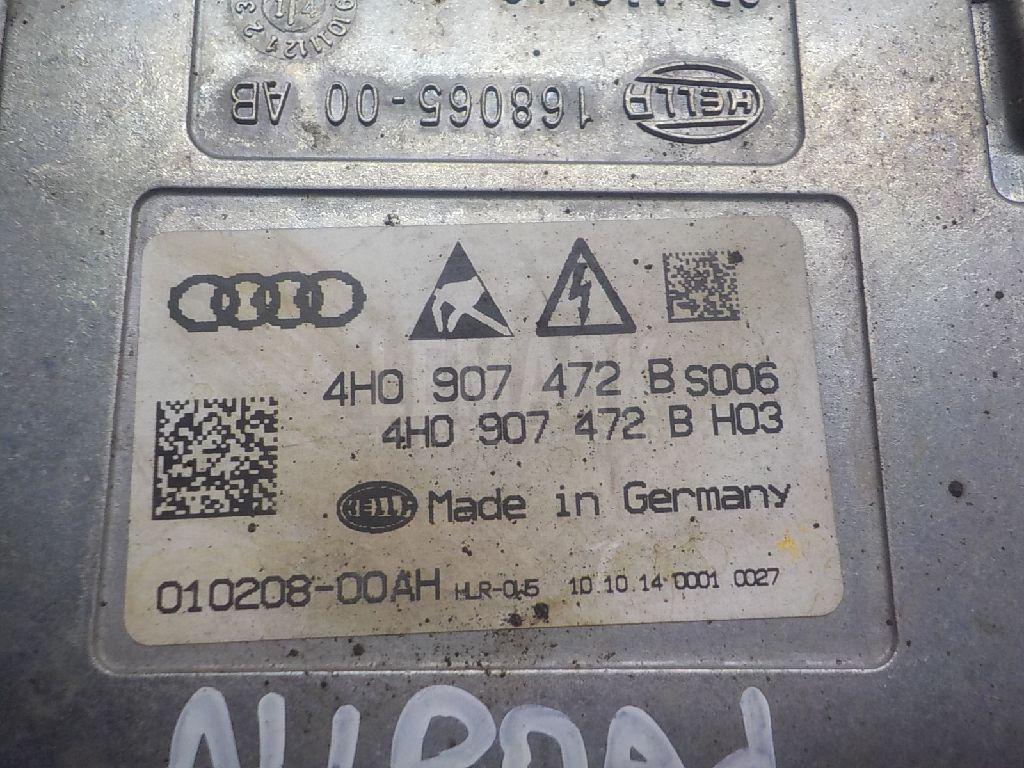 HELLA 168065-00 AB
4H0 907 472 B S006
4H0 907 472 B H03
HELLA Made in Germany
010208-00AH HLR-0.5 10 10 14 0001 0027